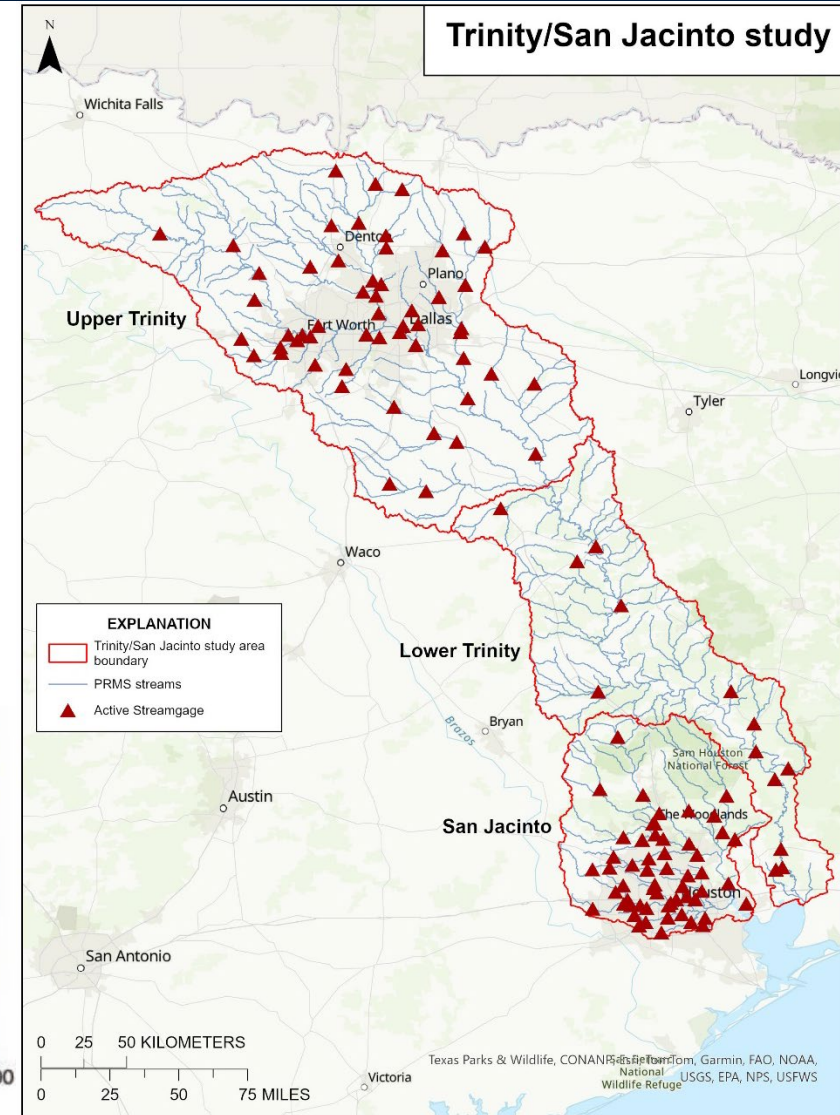 Trinity/San Jacinto study
N
Wichita Falls
Denton
Plano
Upper Trinity
Fort Worth
Dallas
Longvi
Tyler
Waco
EXPLANATION
Trinity/San Jacinto study area
boundary
PRMS streams
Active Streamgage
Lower Trinity
Bryan
Brazos
Sam Houston
National Forest
Austin
The Woodlands
San Jacinto
Houston
San Antonio
0 25 50 KILOMETERS
0 25 50 75 MILES
00
Texas Parks & Wildlife, CONANP, Esri, TomTom, Garmin, FAO, NOAA,
USGS, EPA, NPS, USFWS
National
Wildlife Refuge
Victoria